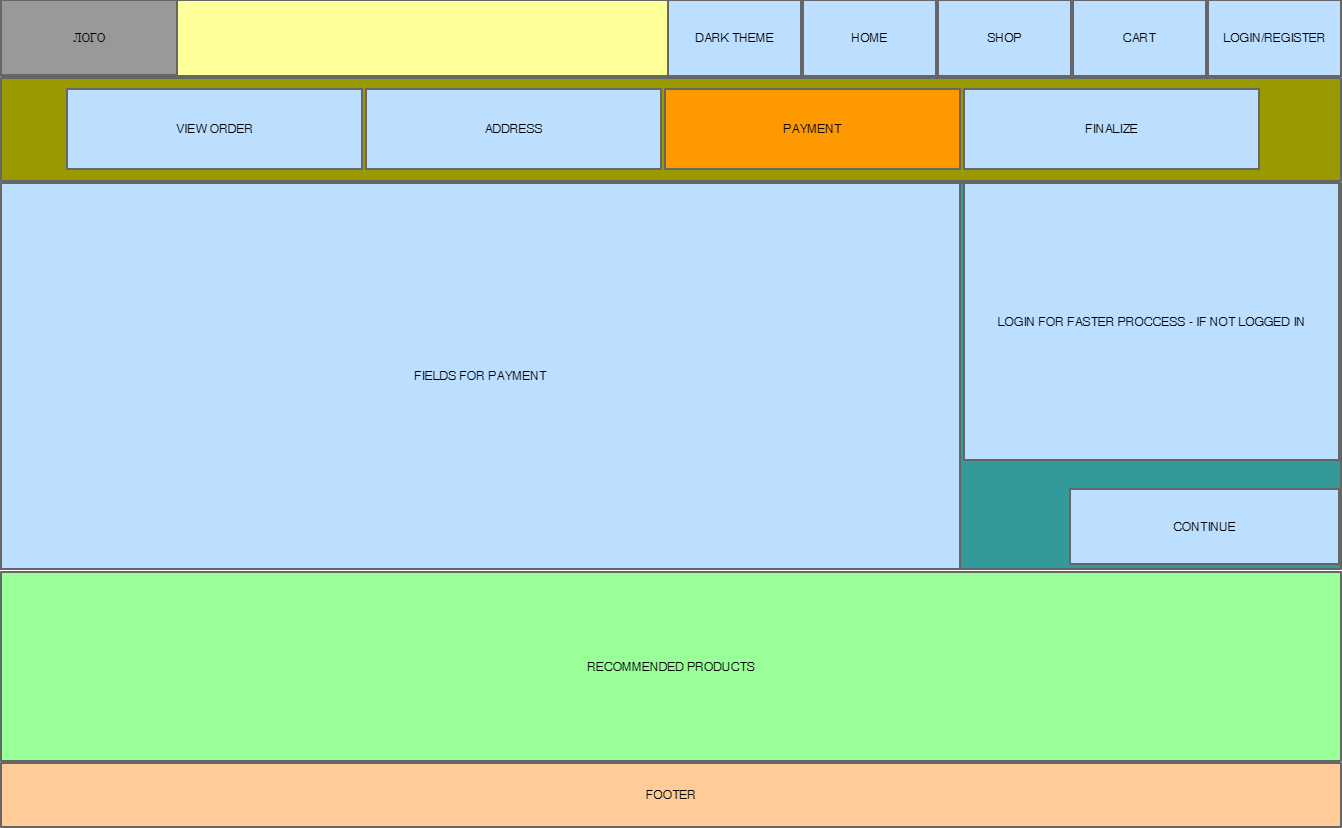 ЛОГО
DARK THEME
HOME
SHOP
CART
LOGIN/REGISTER
VIEW ORDER
ADDRESS
PAYMENT
FINALIZE
FIELDS FOR PAYMENT
LOGIN FOR FASTER PROCCESS - IF NOT LOGGED IN
CONTINUE
RECOMMENDED PRODUCTS
FOOTER